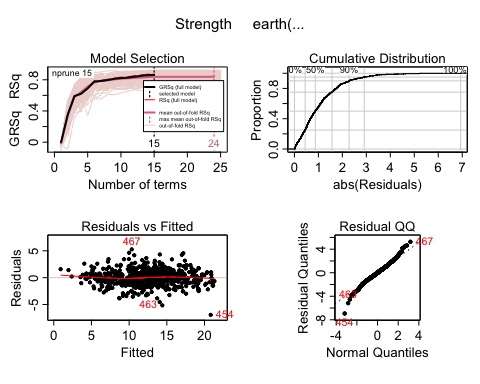 Strength earth(...
Model Selection
nprune 15
GRSq (full model)
selected model
RSq (full model)
mean out-of-fold RSq
max mean out-of-fold RSq
out-of-fold RSq
GRSq RSq
0 0.4 0.8
0 5 10 15 20 25
15 24
Number of terms
Cumulative Distribution
0% 50% 90% 100%
Proportion
0.0 0.4 0.8
0 1 2 3 4 5 6 7
abs(Residuals)
Residuals vs Fitted
467
463
454
Residuals
-5 0 5
0 5 10 15 20
Fitted
Residual QQ
467
463
454
Residual Quantiles
-8 -4 0 4
-4 -2 0 2 4
Normal Quantiles